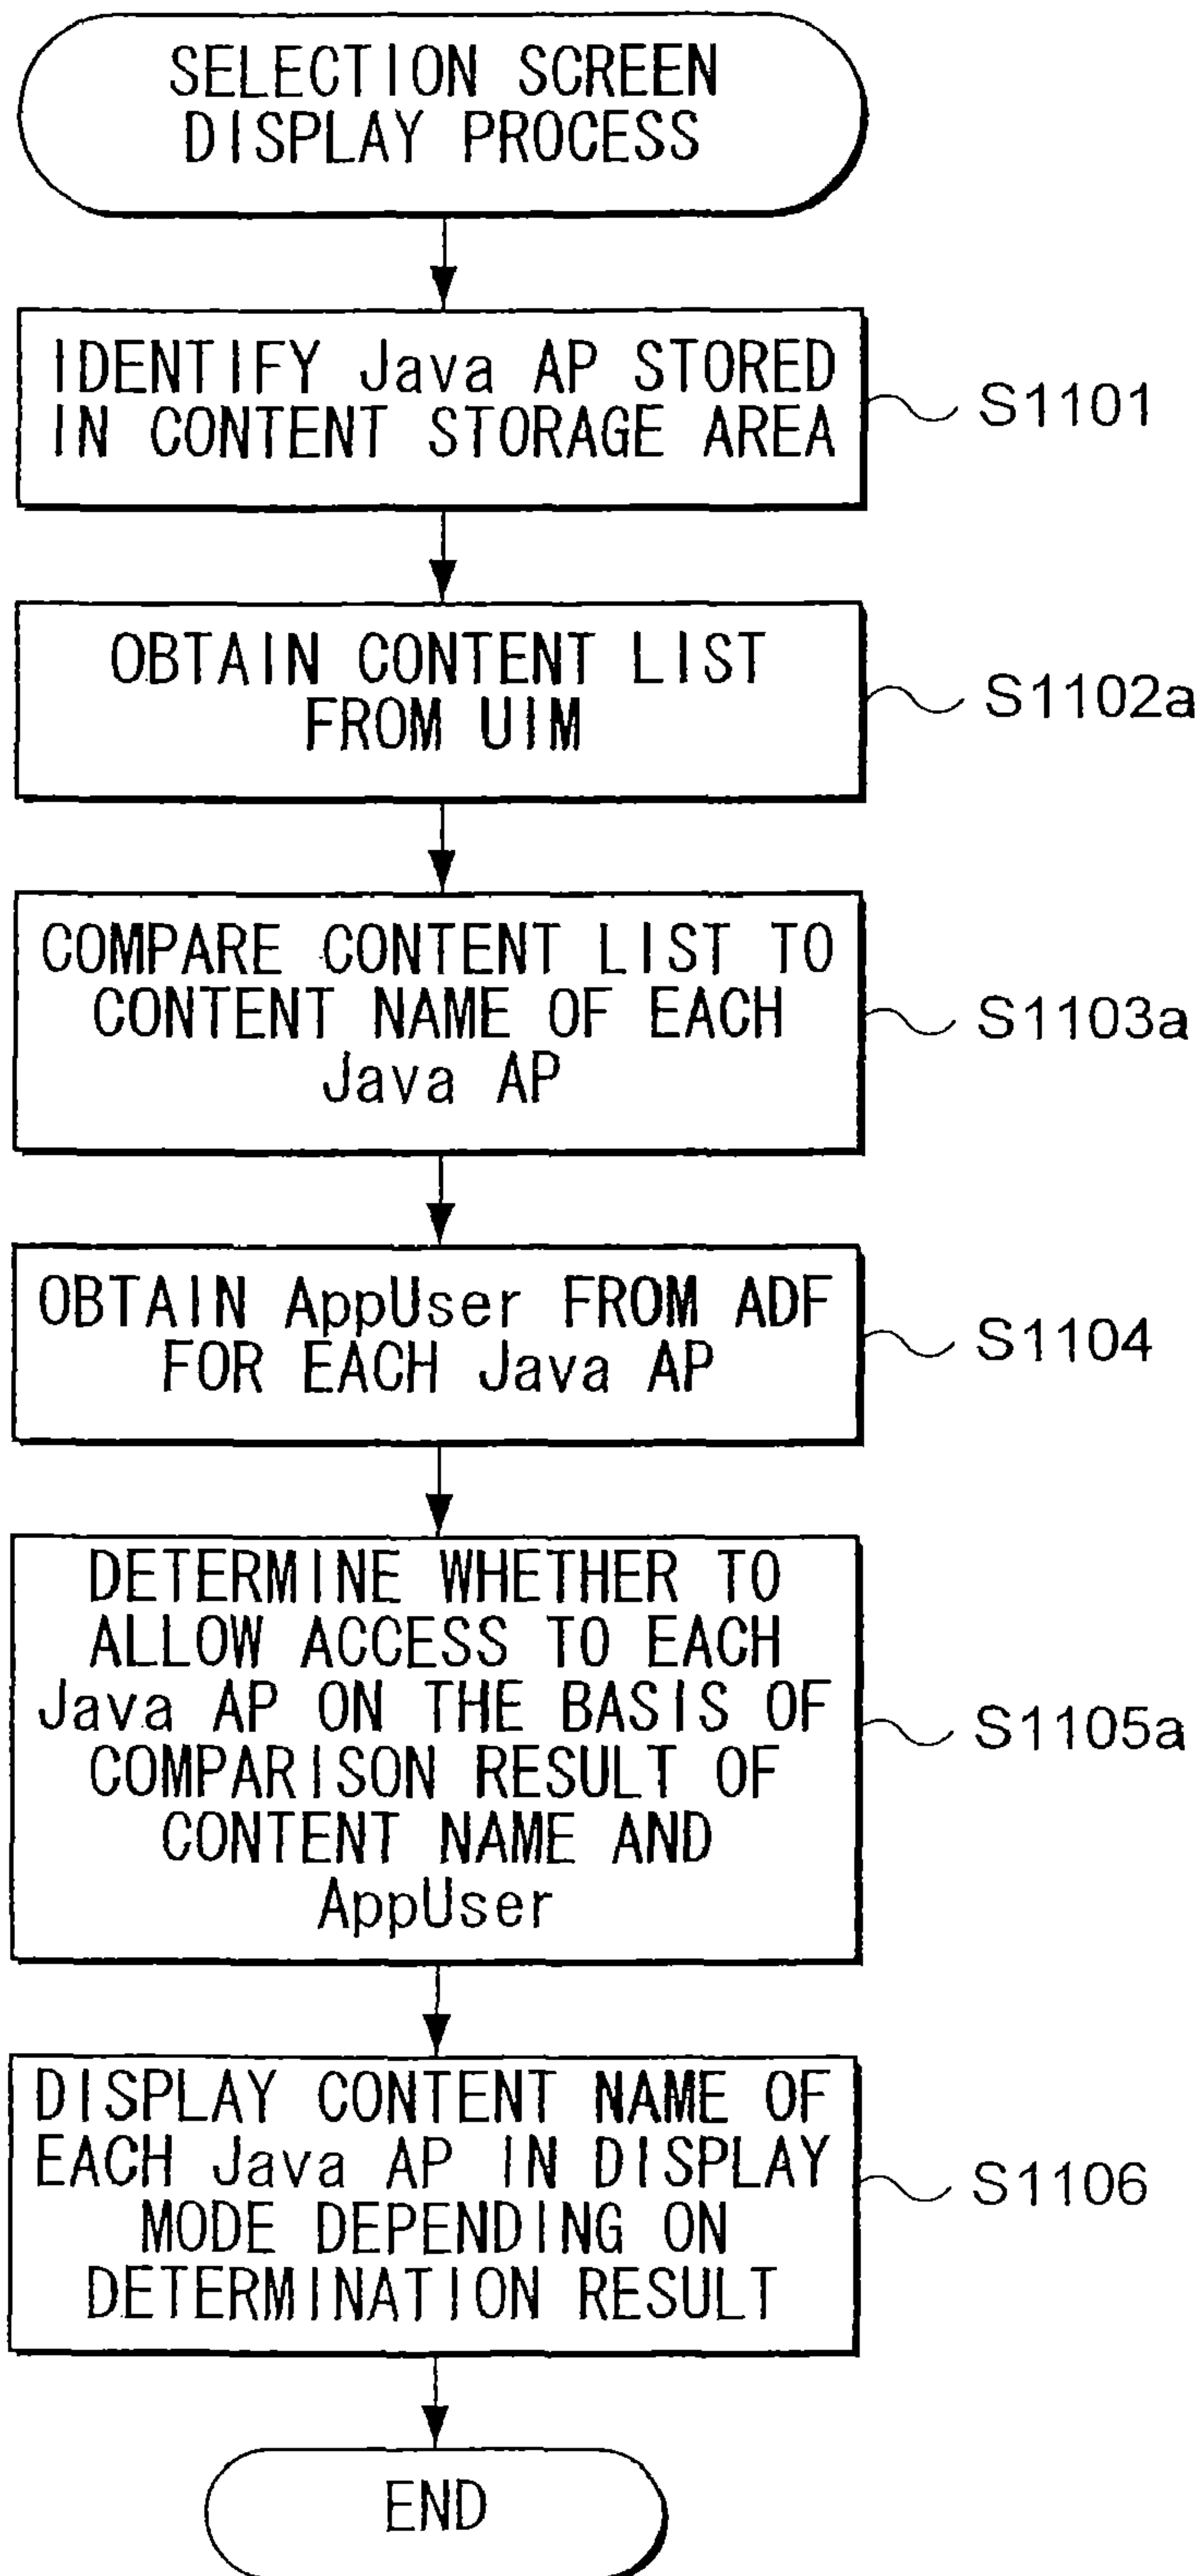 SELECTION SCREEN
DISPLAY PROCESS
IDENTIFY Java AP STORED
IN CONTENT STORAGE AREA
S1101
OBTAIN CONTENT LIST
FROM UIM
S1102a
COMPARE CONTENT LIST TO
CONTENT NAME OF EACH
Java AP
S1103a
OBTAIN AppUser FROM ADF
FOR EACH Java AP
S1104
DETERMINE WHETHER TO
ALLOW ACCESS TO EACH
Java AP ON THE BASIS OF
COMPARISON RESULT OF
CONTENT NAME AND
AppUser
S1105a
DISPLAY CONTENT NAME OF
EACH Java AP IN DISPLAY
MODE DEPENDING ON
DETERMINATION RESULT
S1106
END